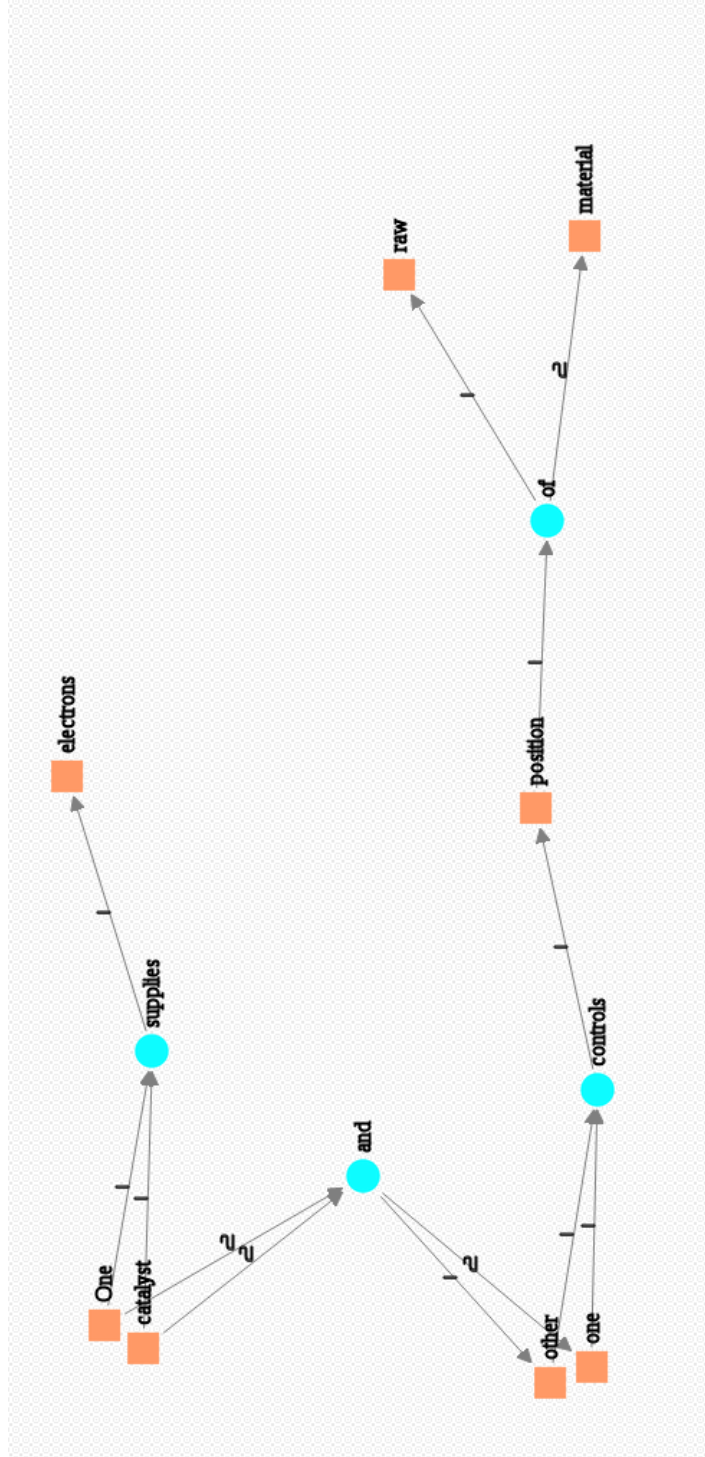 electrons
One
1
1
catalyst
1
supplies
2
2
and
raw
1
2
1
other
position
1
of
1
1
2
material
one
1
controls